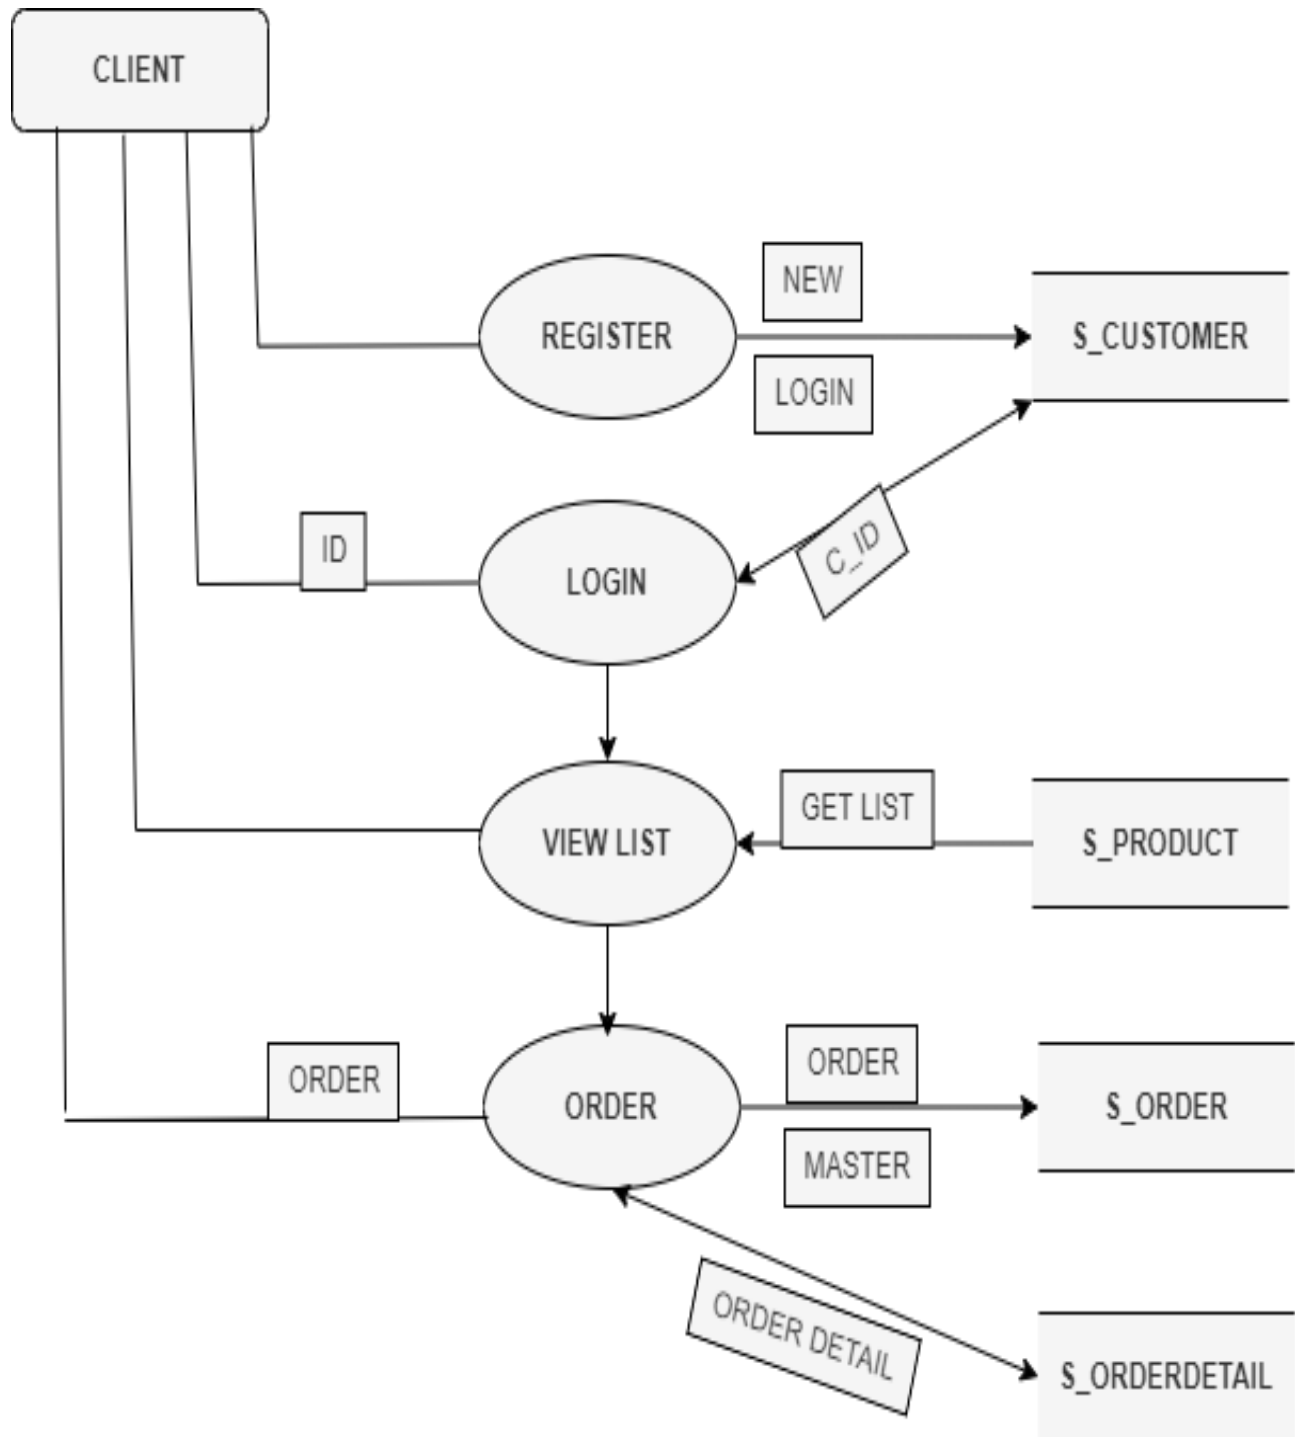 CLIENT
NEW
REGISTER
S_CUSTOMER
LOGIN
ID
LOGIN
C_ID
GET LIST
VIEW LIST
S_PRODUCT
ORDER
ORDER
ORDER
S_ORDER
MASTER
ORDER DETAIL
S_ORDERDETAIL